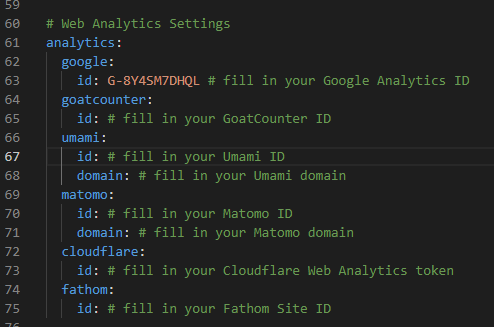 59
60 # Web Analytics Settings
61 analytics:
62 google:
63 id: G-8Y4SM7DHQL # fill in your Google Analytics ID
64 goatcounter:
65 id: # fill in your GoatCounter ID
66 umami:
67 id: # fill in your Umami ID
68 domain: # fill in your Umami domain
69 matomo:
70 id: # fill in your Matomo ID
71 domain: # fill in your Matomo domain
72 cloudflare:
73 id: # fill in your Cloudflare Web Analytics token
74 fathom:
75 id: # fill in your Fathom Site ID
76